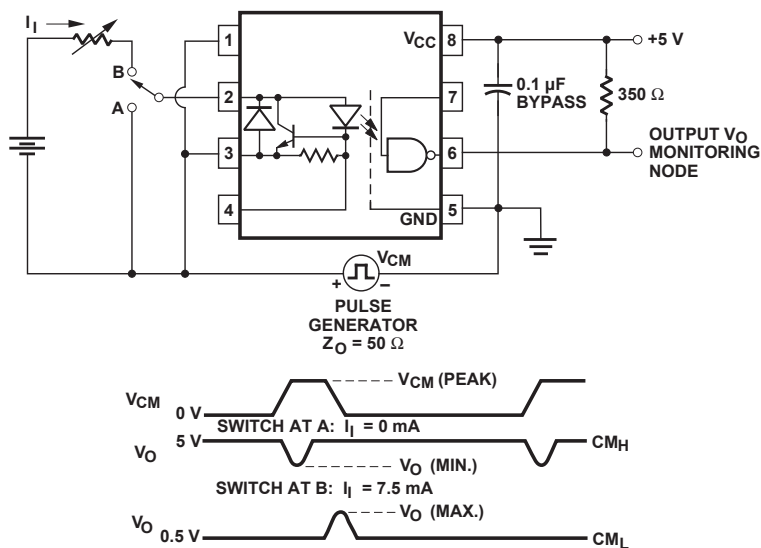 I_I
B
A
1
2
3
4
V_CC 8
7
6
GND 5
+5 V
0.1 µF
BYPASS
350 Ω
OUTPUT V_O
MONITORING
NODE
V_CM
+ −
PULSE
GENERATOR
Z_O = 50 Ω
V_CM (PEAK)
V_CM 0 V
SWITCH AT A: I_I = 0 mA
V_O 5 V CM_H
V_O (MIN.)
SWITCH AT B: I_I = 7.5 mA
V_O (MAX.)
V_O 0.5 V CM_L